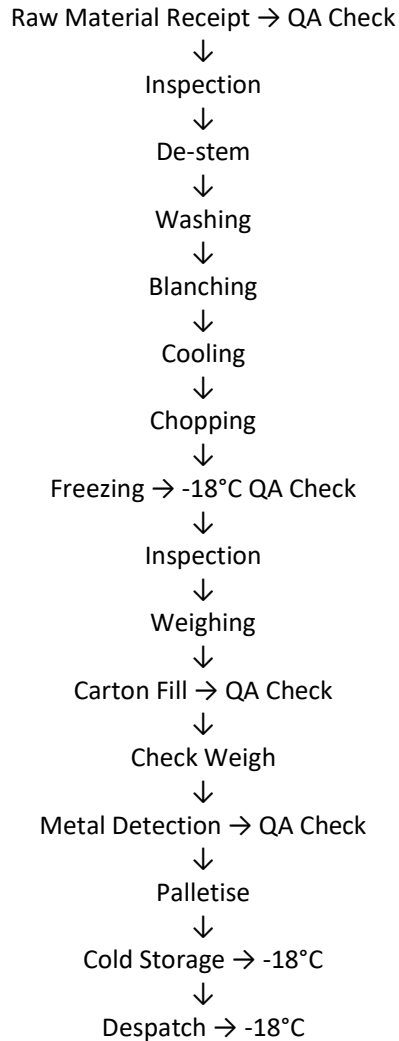 Raw Material Receipt → QA Check
↓
Inspection
↓
De-stem
↓
Washing
↓
Blanching
↓
Cooling
↓
Chopping
↓
Freezing → -18°C QA Check
↓
Inspection
↓
Weighing
↓
Carton Fill → QA Check
↓
Check Weigh
↓
Metal Detection → QA Check
↓
Palletise
↓
Cold Storage → -18°C
↓
Despatch → -18°C